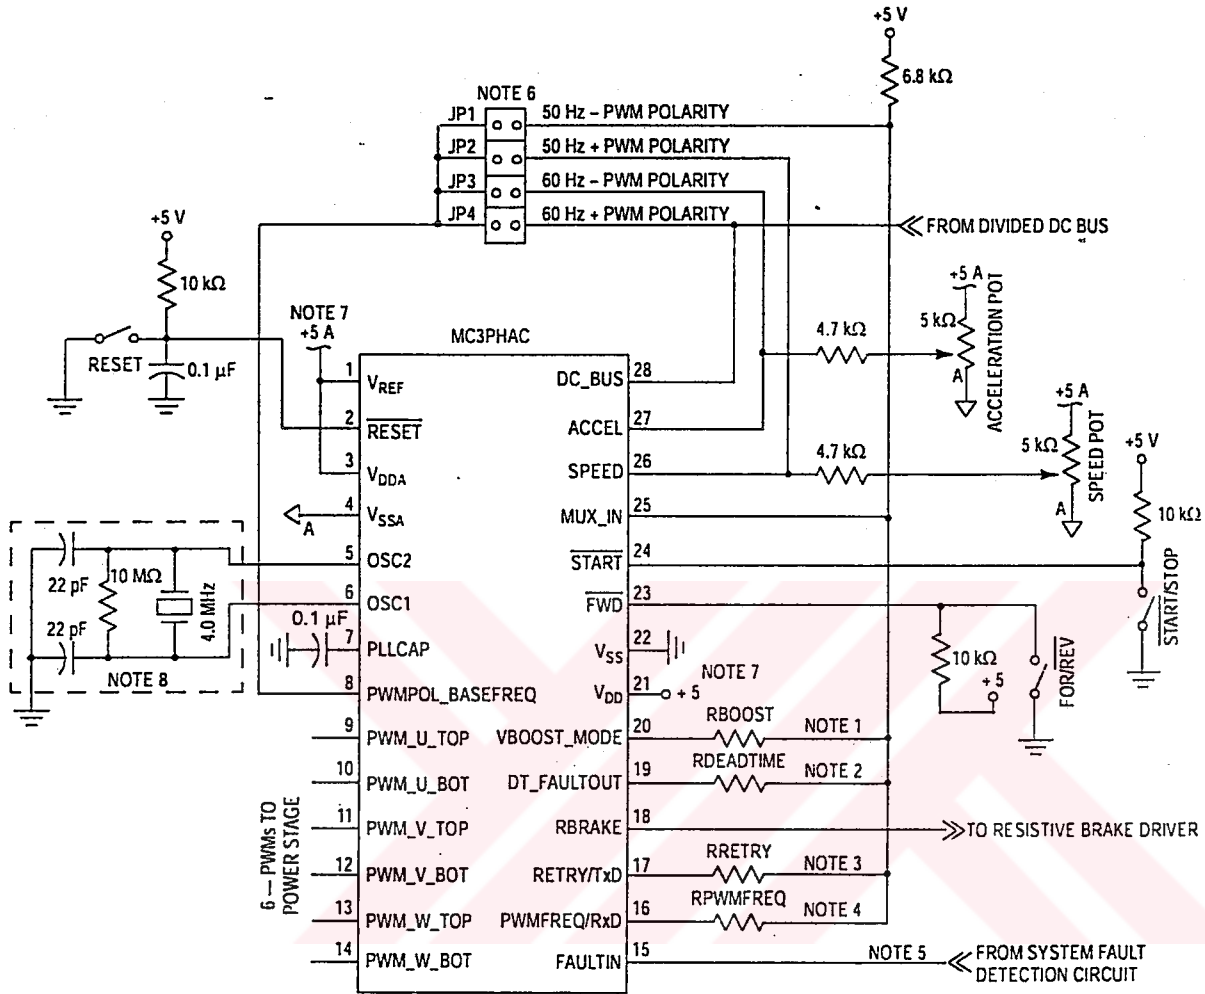 +5 V
6.8 kΩ
NOTE 6
JP1 50 Hz – PWM POLARITY
JP2 50 Hz + PWM POLARITY
JP3 60 Hz – PWM POLARITY
JP4 60 Hz + PWM POLARITY
FROM DIVIDED DC BUS
+5 V
10 kΩ
RESET
0.1 µF
NOTE 7
+5 A
MC3PHAC
4.7 kΩ
+5 A
5 kΩ
A
ACCELERATION POT
4.7 kΩ
+5 A
5 kΩ
A
SPEED POT
+5 V
10 kΩ
START/STOP
1 VREF
2 RESET
3 VDDA
4 VSSA
A
5 OSC2
6 OSC1
7 PLLCAP
8 PWMPOL_BASEFREQ
9 PWM_U_TOP
10 PWM_U_BOT
11 PWM_V_TOP
12 PWM_V_BOT
13 PWM_W_TOP
14 PWM_W_BOT
22 pF
10 MΩ
4.0 MHz
22 pF
NOTE 8
0.1 µF
6 — PWMs TO
POWER STAGE
DC_BUS 28
ACCEL 27
SPEED 26
MUX_IN 25
START 24
FWD 23
VSS 22
VDD 21
NOTE 7
+ 5
10 kΩ
+ 5
FOR/REV
VBOOST_MODE 20 RBOOST NOTE 1
DT_FAULTOUT 19 RDEADTIME NOTE 2
RBRAKE 18 TO RESISTIVE BRAKE DRIVER
RETRY/TxD 17 RRETRY NOTE 3
PWMFREQ/RxD 16 RPWMFREQ NOTE 4
FAULTIN 15 NOTE 5 FROM SYSTEM FAULT
DETECTION CIRCUIT